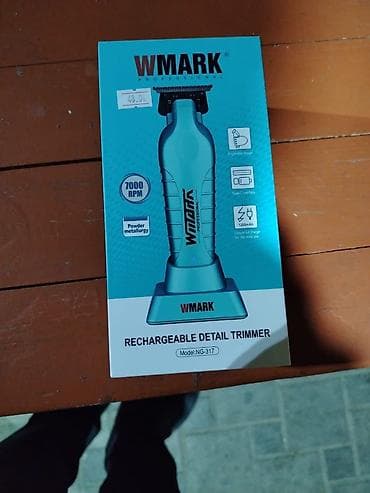 WMARK®
PROFESSIONAL
7000
RPM
Powder
metallurgy
Wmark
PROFESSIONAL
WMARK
RECHARGEABLE DETAIL TRIMMER
Model:NG-317